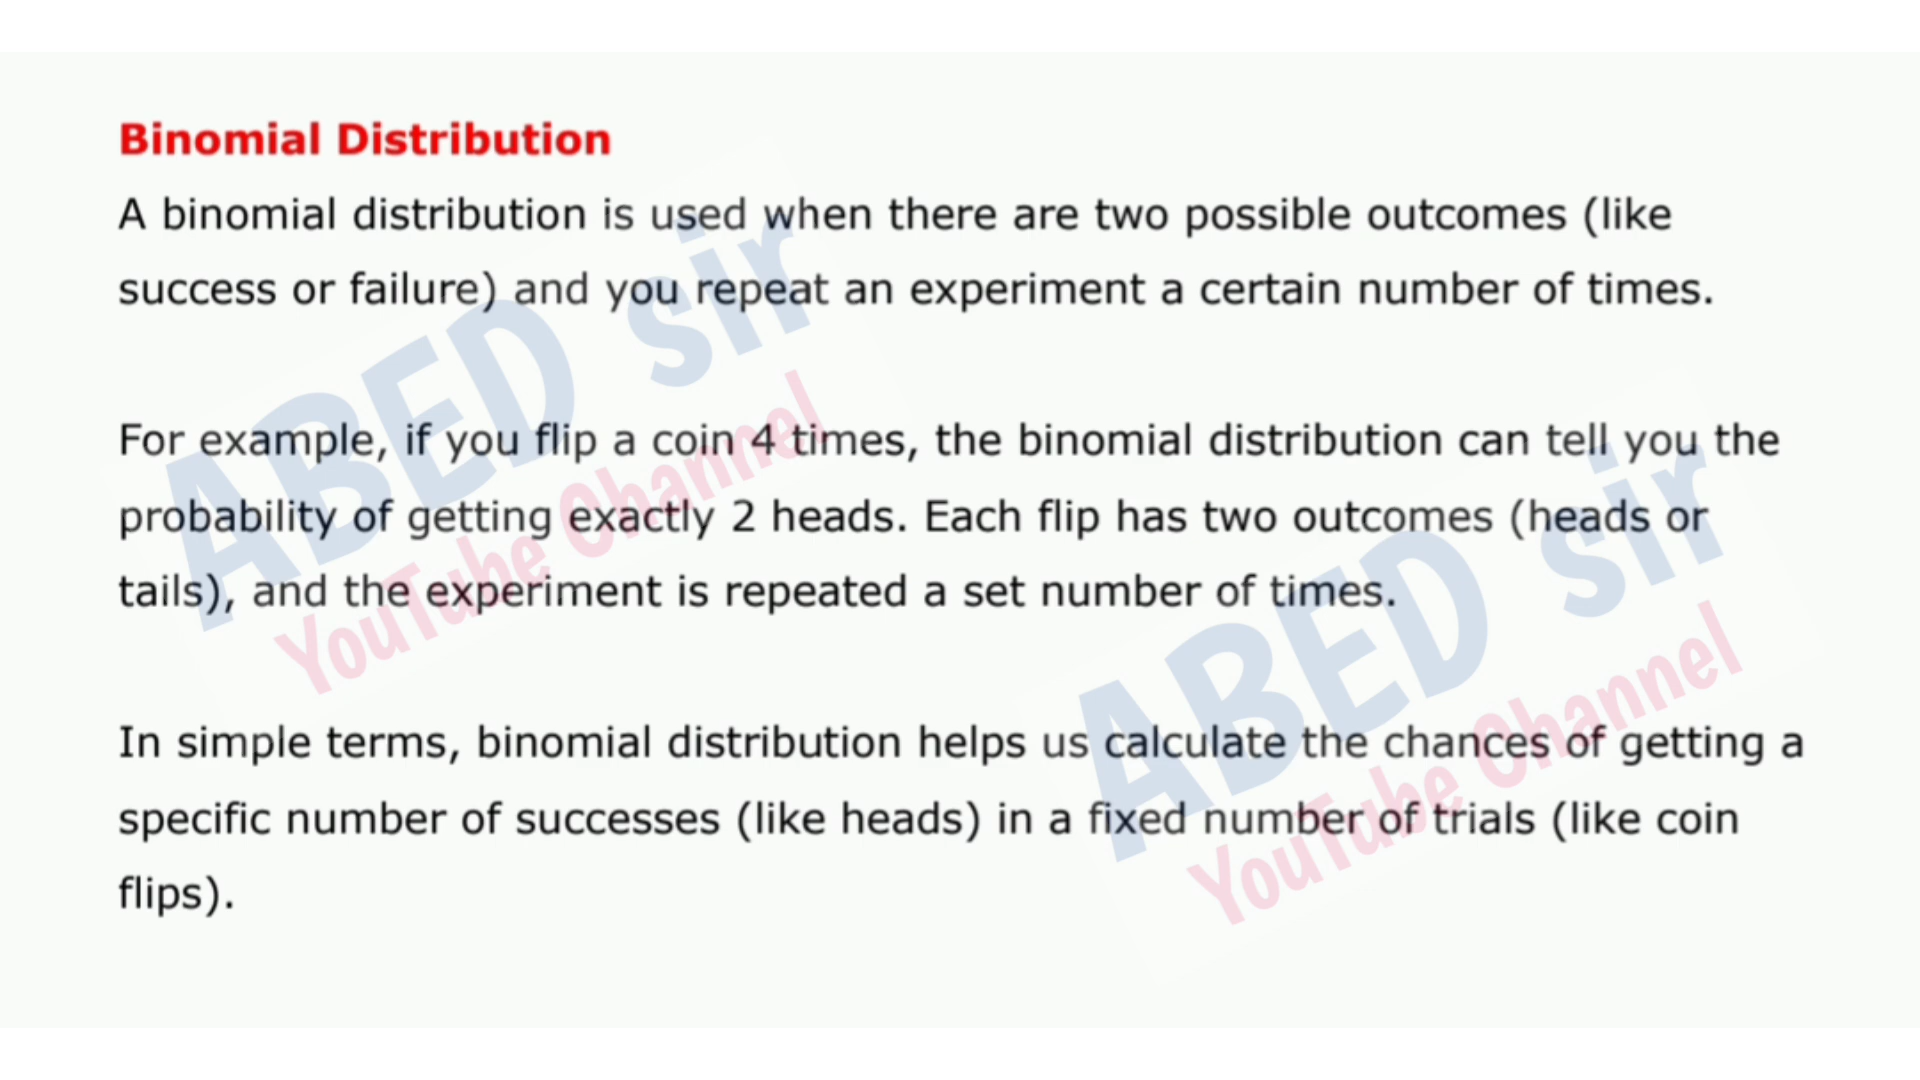 Binomial Distribution
A binomial distribution is used when there are two possible outcomes (like
success or failure) and you repeat an experiment a certain number of times.
For example, if you flip a coin 4 times, the binomial distribution can tell you the
probability of getting exactly 2 heads. Each flip has two outcomes (heads or
tails), and the experiment is repeated a set number of times.
In simple terms, binomial distribution helps us calculate the chances of getting a
specific number of successes (like heads) in a fixed number of trials (like coin
flips).
ABED sir
YouTube Channel
ABED sir
YouTube Channel